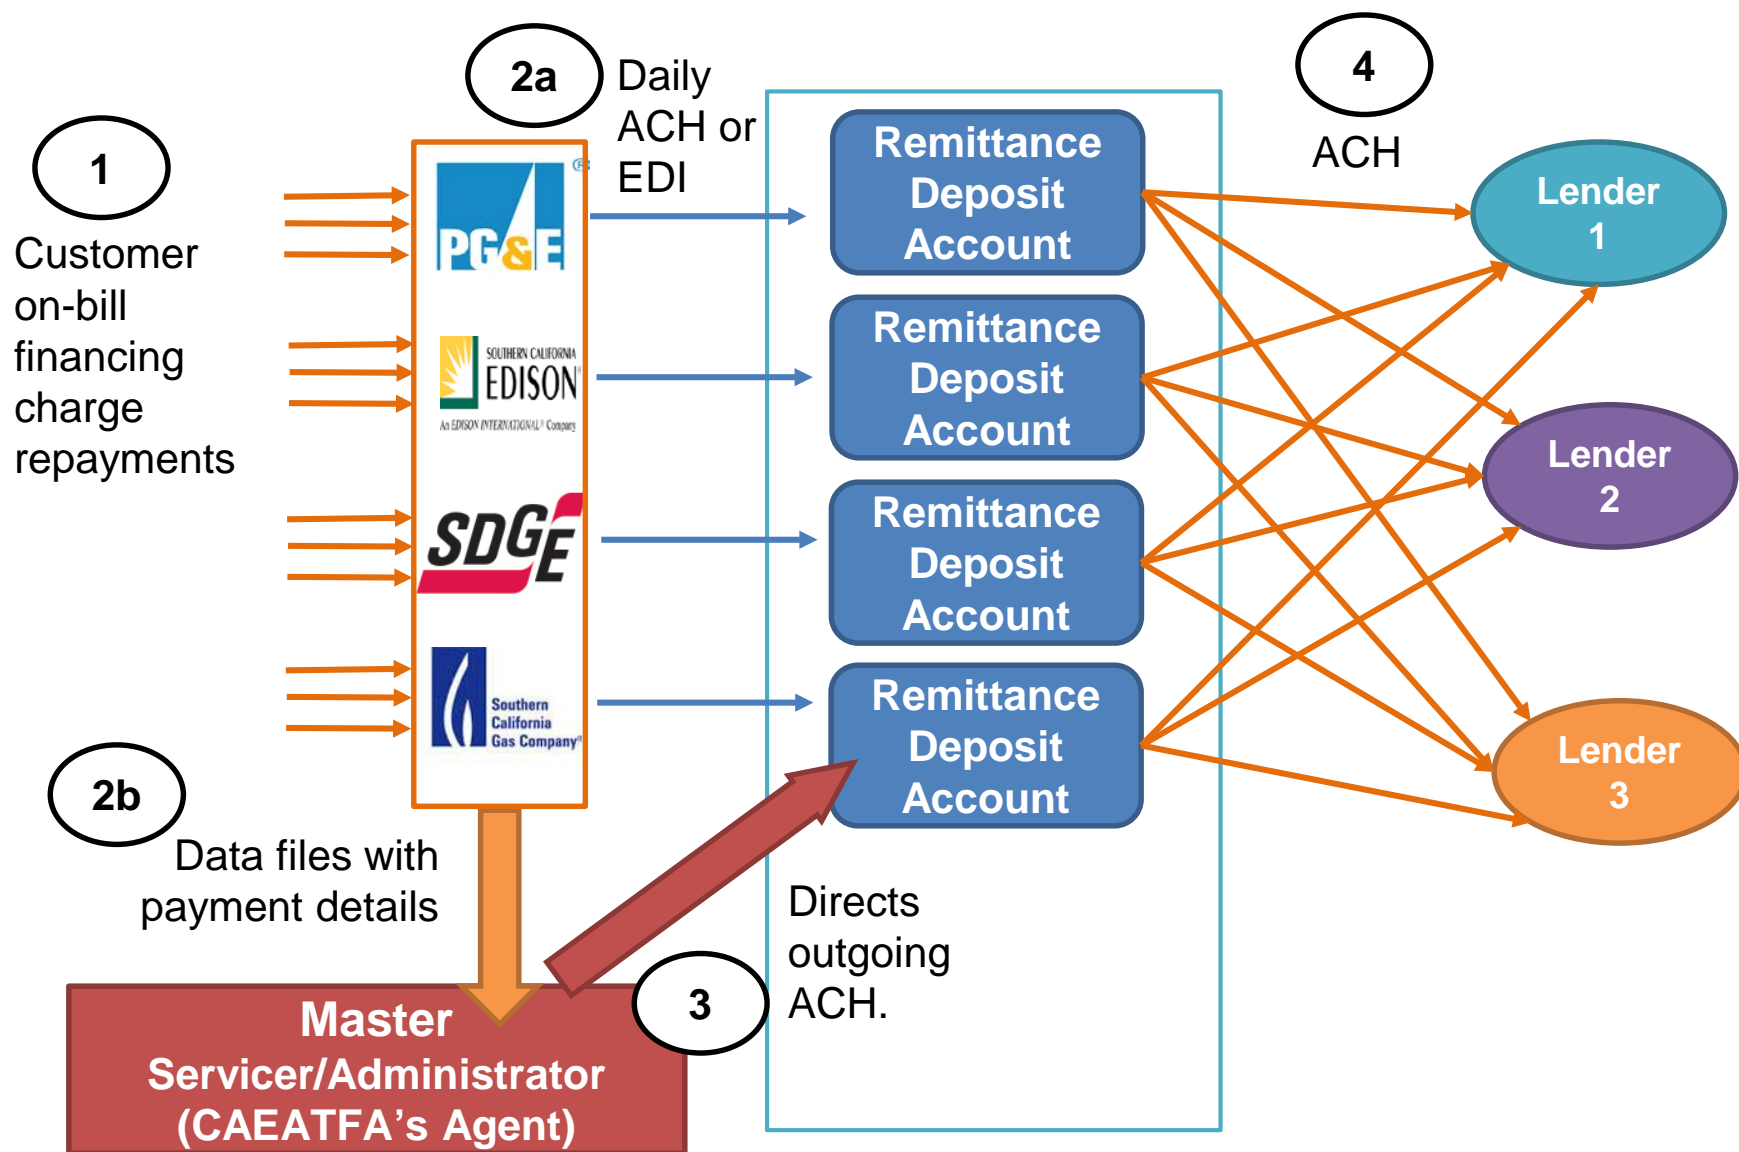 1
Customer
on-bill
financing
charge
repayments
2a
Daily
ACH or
EDI
PG&E
®
SOUTHERN CALIFORNIA
EDISON®
An EDISON INTERNATIONAL® Company
SDGE
Southern
California
Gas Company®
2b
Data files with
payment details
Master
Servicer/Administrator
(CAEATFA’s Agent)
3
Directs
outgoing
ACH.
Remittance
Deposit
Account
Remittance
Deposit
Account
Remittance
Deposit
Account
Remittance
Deposit
Account
4
ACH
Lender
1
Lender
2
Lender
3